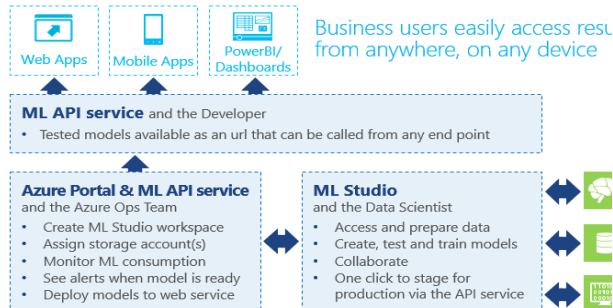 Web Apps
Mobile Apps
PowerBI/
Dashboards
Business users easily access resu
from anywhere, on any device
ML API service and the Developer
• Tested models available as an url that can be called from any end point
Azure Portal & ML API service
and the Azure Ops Team
• Create ML Studio workspace
• Assign storage account(s)
• Monitor ML consumption
• See alerts when model is ready
• Deploy models to web service
ML Studio
and the Data Scientist
• Access and prepare data
• Create, test and train models
• Collaborate
• One click to stage for
production via the API service